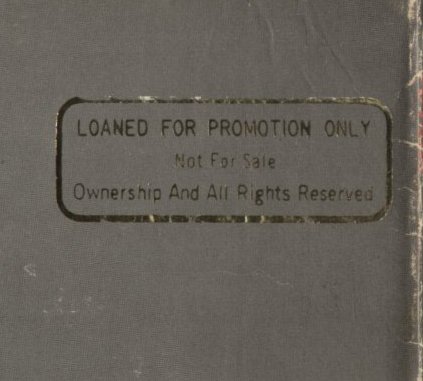 LOANED FOR PROMOTION ONLY
Not For Sale
Ownership And All Rights Reserved